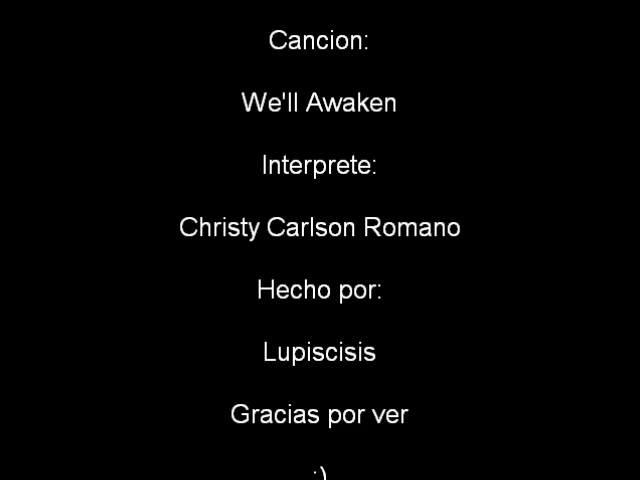 Cancion:
We'll Awaken
Interprete:
Christy Carlson Romano
Hecho por:
Lupiscisis
Gracias por ver
:)